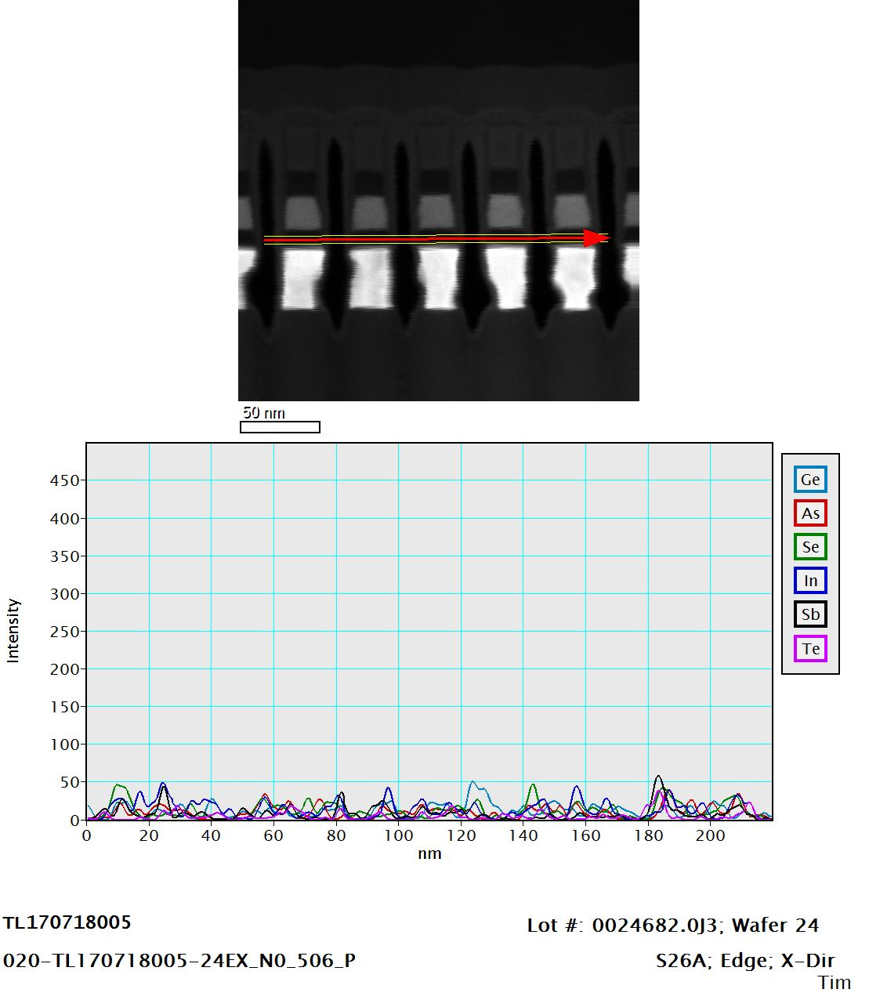 50 nm
Intensity
450
400
350
300
250
200
150
100
50
0
0 20 40 60 80 100 120 140 160 180 200
nm
Ge
As
Se
In
Sb
Te
TL170718005
Lot #: 0024682.0J3; Wafer 24
020-TL170718005-24EX_N0_506_P
S26A; Edge; X-Dir
Tim